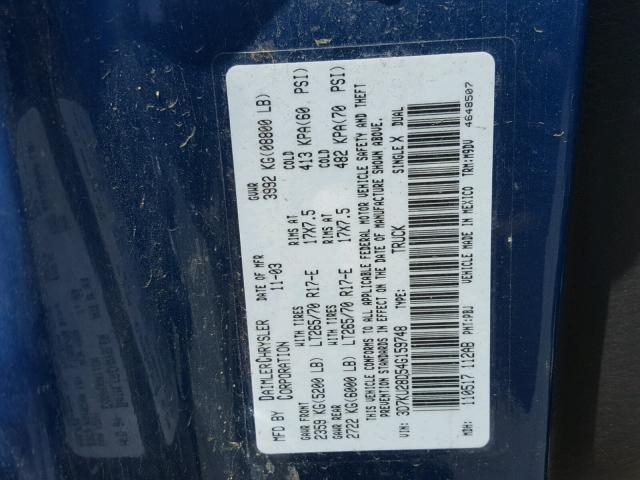 MFD BY DAIMLERCHRYSLER CORPORATION
DATE OF MFR 11-03
GVWR 3992 KG(08800 LB)
GAWR FRONT WITH TIRES RIMS AT COLD
2359 KG(5200 LB) LT265/70 R17-E 17X7.5 413 KPA(60 PSI)
GAWR REAR WITH TIRES RIMS AT COLD
2722 KG(6000 LB) LT265/70 R17-E 17X7.5 482 KPA(70 PSI)
THIS VEHICLE CONFORMS TO ALL APPLICABLE FEDERAL MOTOR VEHICLE SAFETY AND THEFT
PREVENTION STANDARDS IN EFFECT ON THE DATE OF MANUFACTURE SHOWN ABOVE.
3D7KU28D54G159748 TYPE: TRUCK SINGLE X DUAL
MDH: 110517 112AB PNT:PBJ VEHICLE MADE IN MEXICO TRM:M9DV
4648507